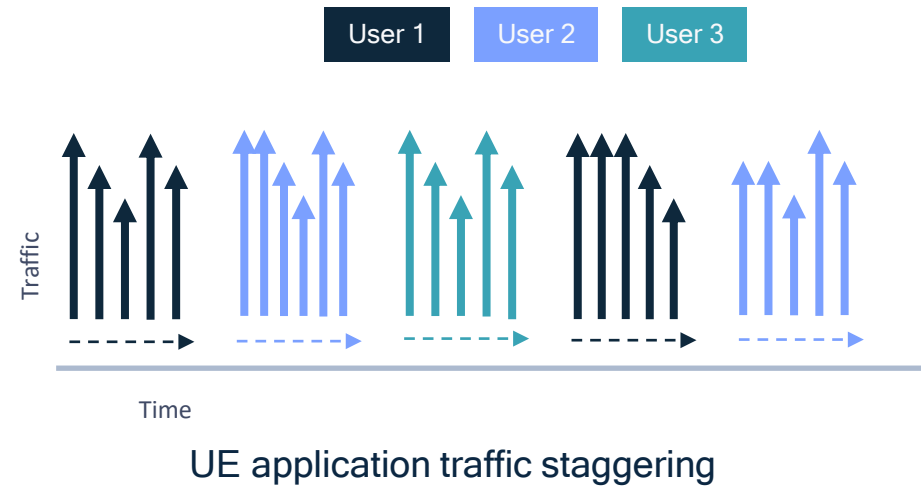 User 1 User 2 User 3
Traffic
Time
UE application traffic staggering